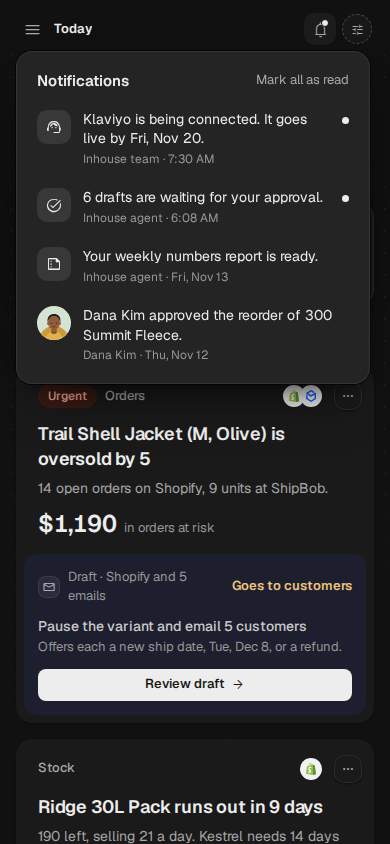 Today
Notifications
Mark all as read
Klaviyo is being connected. It goes
live by Fri, Nov 20.
Inhouse team · 7:30 AM
6 drafts are waiting for your approval.
Inhouse agent · 6:08 AM
Your weekly numbers report is ready.
Inhouse agent · Fri, Nov 13
Dana Kim approved the reorder of 300
Summit Fleece.
Dana Kim · Thu, Nov 12
Urgent
Orders
Trail Shell Jacket (M, Olive) is
oversold by 5
14 open orders on Shopify, 9 units at ShipBob.
$1,190 in orders at risk
Draft · Shopify and 5
emails
Goes to customers
Pause the variant and email 5 customers
Offers each a new ship date, Tue, Dec 8, or a refund.
Review draft →
Stock
Ridge 30L Pack runs out in 9 days
190 left, selling 21 a day. Kestrel needs 14 days